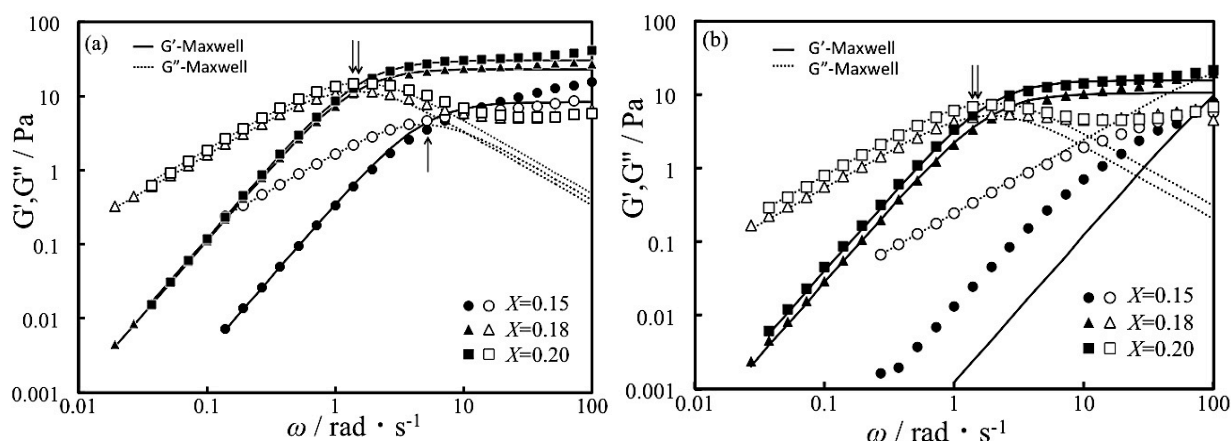 (a)
G′-Maxwell
G″-Maxwell
G′,G″ / Pa
100
10
1
0.1
0.01
0.001
0.01
0.1
1
10
100
ω / rad・s⁻¹
X=0.15
X=0.18
X=0.20
(b)
G′-Maxwell
G″-Maxwell
G′,G″ / Pa
100
10
1
0.1
0.01
0.001
0.01
0.1
1
10
100
ω / rad・s⁻¹
X=0.15
X=0.18
X=0.20